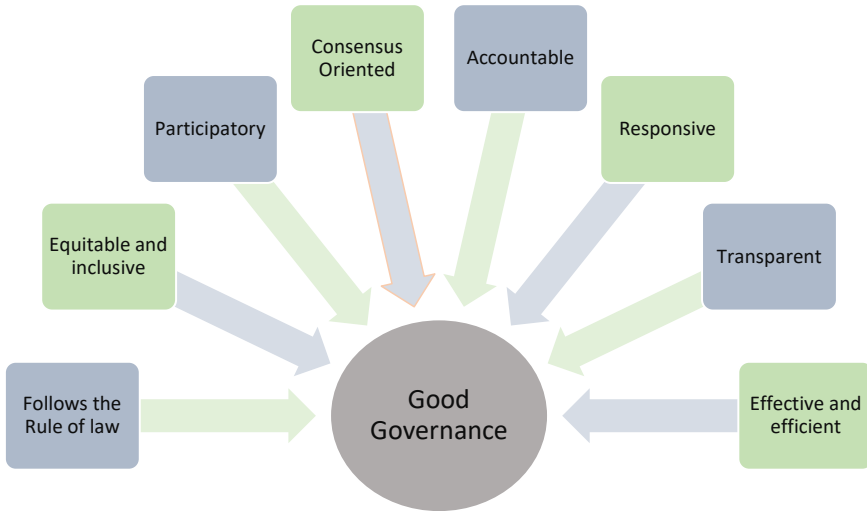 Consensus
Oriented
Accountable
Participatory
Responsive
Equitable and
inclusive
Transparent
Follows the
Rule of law
Good
Governance
Effective and
efficient